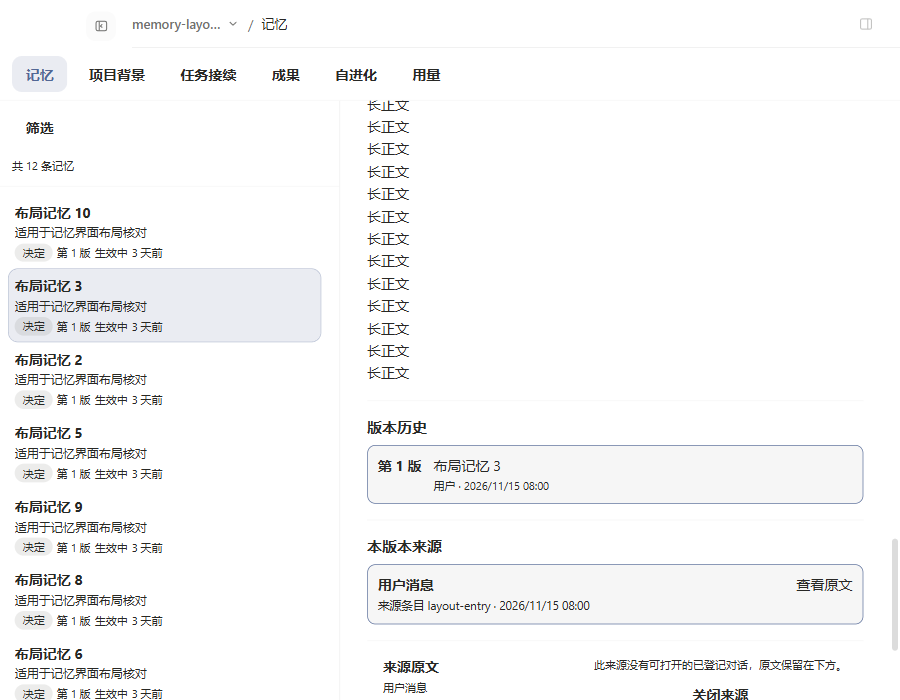 memory-layo... / 记忆
记忆 项目背景 任务接续 成果 自进化 用量
筛选
共 12 条记忆
布局记忆 10
适用于记忆界面布局核对
决定 第 1 版 生效中 3 天前
布局记忆 3
适用于记忆界面布局核对
决定 第 1 版 生效中 3 天前
布局记忆 2
适用于记忆界面布局核对
决定 第 1 版 生效中 3 天前
布局记忆 5
适用于记忆界面布局核对
决定 第 1 版 生效中 3 天前
布局记忆 9
适用于记忆界面布局核对
决定 第 1 版 生效中 3 天前
布局记忆 8
适用于记忆界面布局核对
决定 第 1 版 生效中 3 天前
布局记忆 6
适用于记忆界面布局核对
决定 第 1 版 生效中 3 天前
长正文
长正文
长正文
长正文
长正文
长正文
长正文
长正文
长正文
长正文
长正文
长正文
长正文
版本历史
第 1 版 布局记忆 3
用户 · 2026/11/15 08:00
本版本来源
用户消息 查看原文
来源条目 layout-entry · 2026/11/15 08:00
来源原文
用户消息
此来源没有可打开的已登记对话，原文保留在下方。
关闭来源